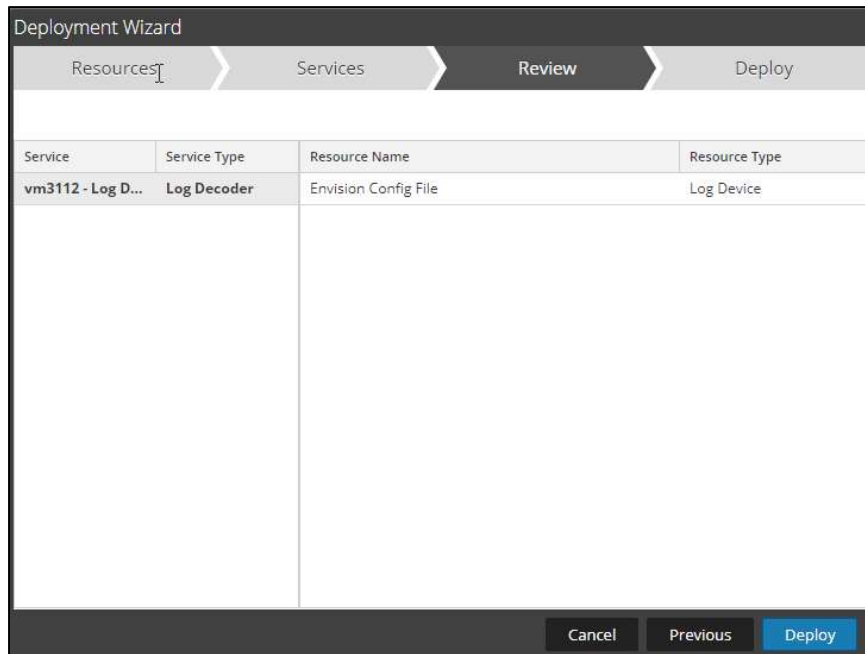 Deployment Wizard
Resources Services Review Deploy
Service Service Type Resource Name Resource Type
vm3112 - Log D... Log Decoder Envision Config File Log Device
Cancel Previous Deploy